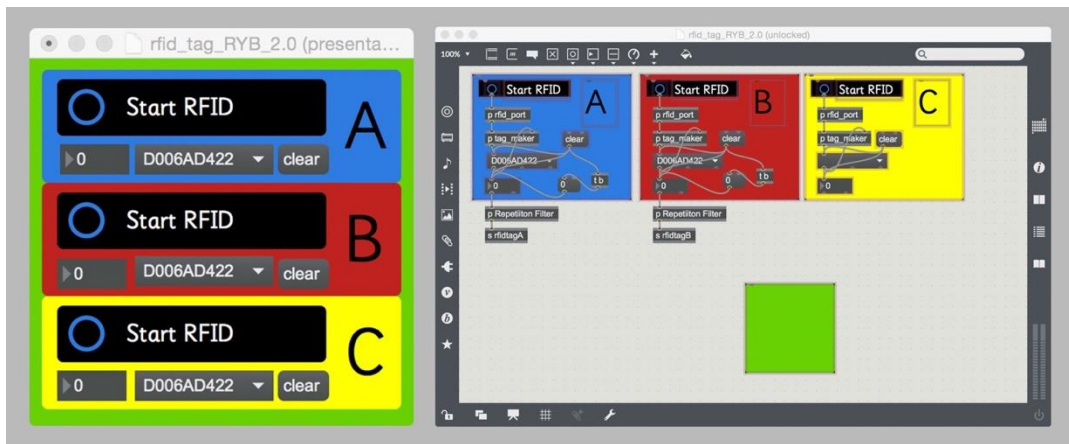 rfid_tag_RYB_2.0 (presenta...
Start RFID
A
0
D006AD422
clear
Start RFID
B
0
D006AD422
clear
Start RFID
C
0
D006AD422
clear
rfid_tag_RYB_2.0 (unlocked)
100%
Start RFID
A
p rfid_port
p tag_maker
clear
D006AD422
t b
0
0
p Repetiiton Filter
s rfidtagA
Start RFID
B
p rfid_port
p tag_maker
clear
D006AD422
t b
0
0
p Repetiiton Filter
s rfidtagB
Start RFID
C
p rfid_port
p tag_maker
clear
0